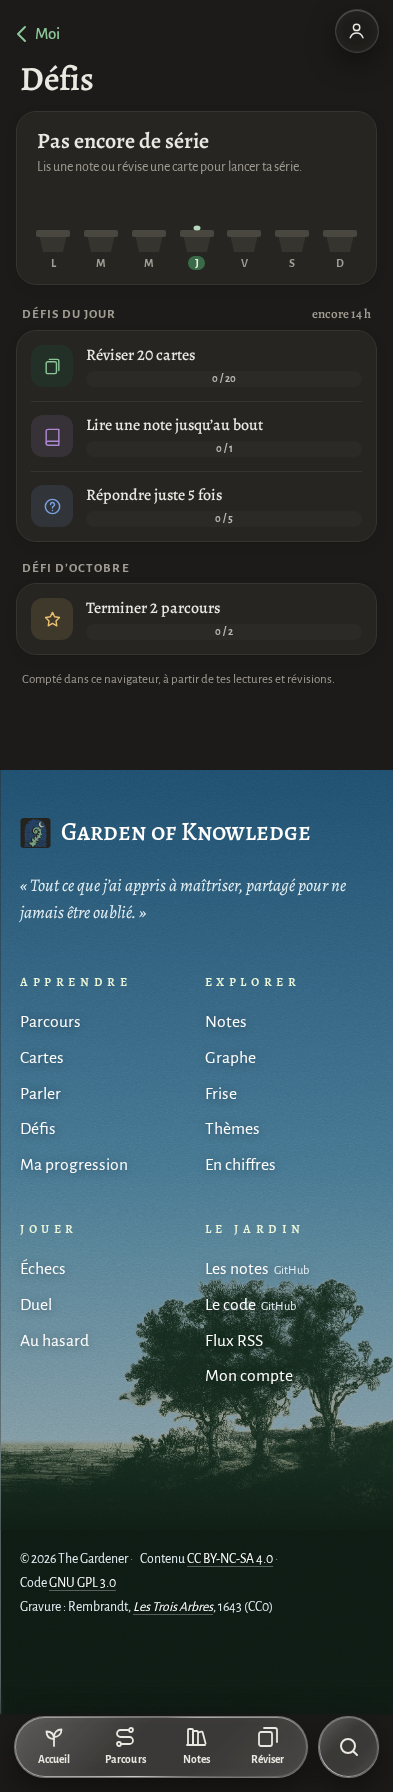 Moi
Défis
Pas encore de série
Lis une note ou révise une carte pour lancer ta série.
L M M J V S D
DÉFIS DU JOUR encore 14 h
Réviser 20 cartes
0 / 20
Lire une note jusqu’au bout
0 / 1
Répondre juste 5 fois
0 / 5
DÉFI D’OCTOBRE
Terminer 2 parcours
0 / 2
Compté dans ce navigateur, à partir de tes lectures et révisions.
GARDEN OF KNOWLEDGE
« Tout ce que j’ai appris à maîtriser, partagé pour ne
jamais être oublié. »
APPRENDRE
Parcours
Cartes
Parler
Défis
Ma progression
EXPLORER
Notes
Graphe
Frise
Thèmes
En chiffres
JOUER
Échecs
Duel
Au hasard
LE JARDIN
Les notes GitHub
Le code GitHub
Flux RSS
Mon compte
© 2026 The Gardener · Contenu CC BY-NC-SA 4.0 ·
Code GNU GPL 3.0
Gravure : Rembrandt, Les Trois Arbres, 1643 (CC0)
Accueil Parcours Notes Réviser